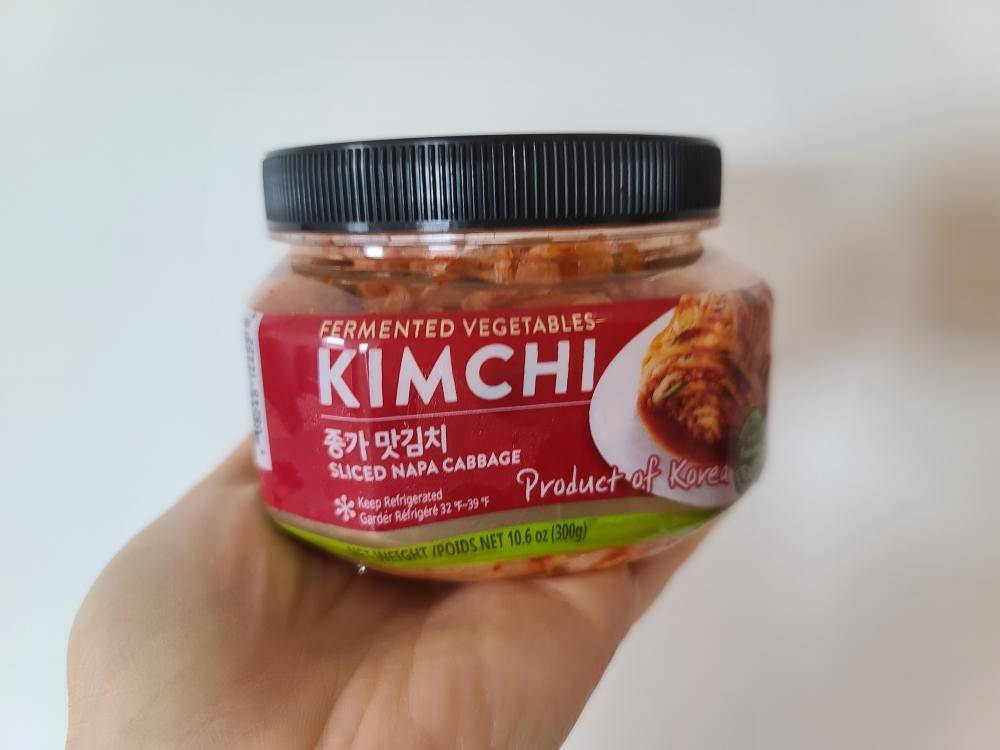 FERMENTED VEGETABLES
KIMCHI
종가 맛김치
SLICED NAPA CABBAGE
Product of Korea
Keep Refrigerated
Garder Réfrigéré 32 °F~39 °F
NET WEIGHT /POIDS NET 10.6 oz (300g)